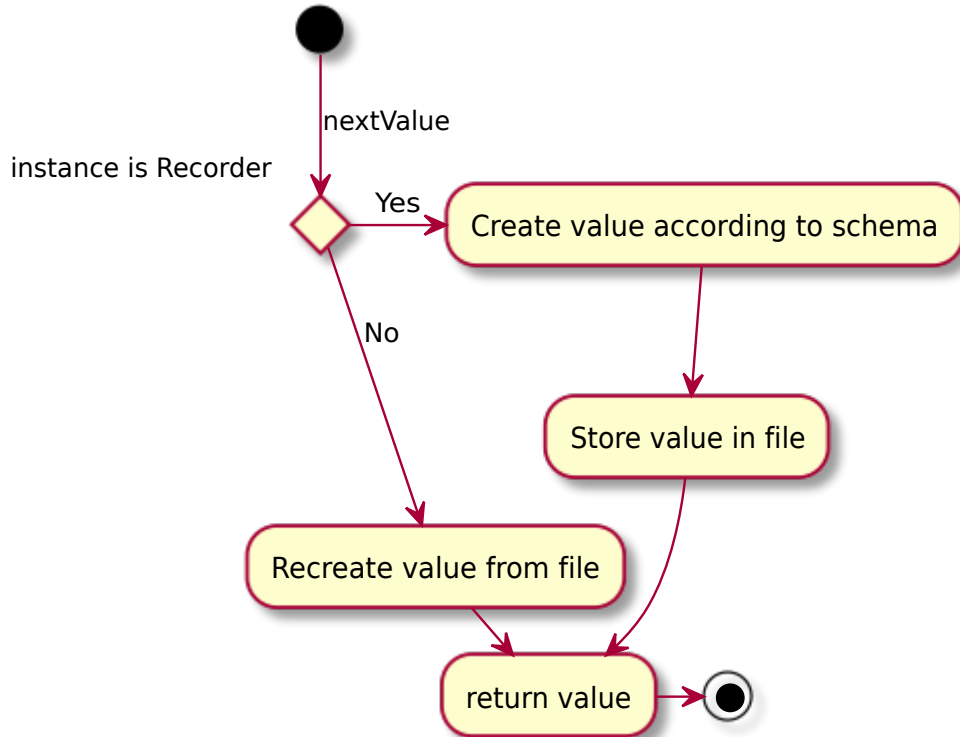 nextValue
instance is Recorder
Yes
Create value according to schema
No
Store value in file
Recreate value from file
return value